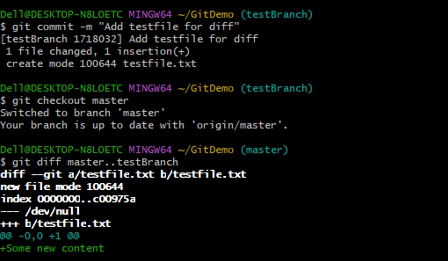 Dell@DESKTOP-N8LOETC MINGW64 ~/GitDemo (testBranch)
$ git commit -m "Add testfile for diff"
[testBranch 1718032] Add testfile for diff
 1 file changed, 1 insertion(+)
 create mode 100644 testfile.txt
Dell@DESKTOP-N8LOETC MINGW64 ~/GitDemo (testBranch)
$ git checkout master
Switched to branch 'master'
Your branch is up to date with 'origin/master'.
Dell@DESKTOP-N8LOETC MINGW64 ~/GitDemo (master)
$ git diff master..testBranch
diff --git a/testfile.txt b/testfile.txt
new file mode 100644
index 0000000..c00975a
--- /dev/null
+++ b/testfile.txt
@@ -0,0 +1 @@
+Some new content